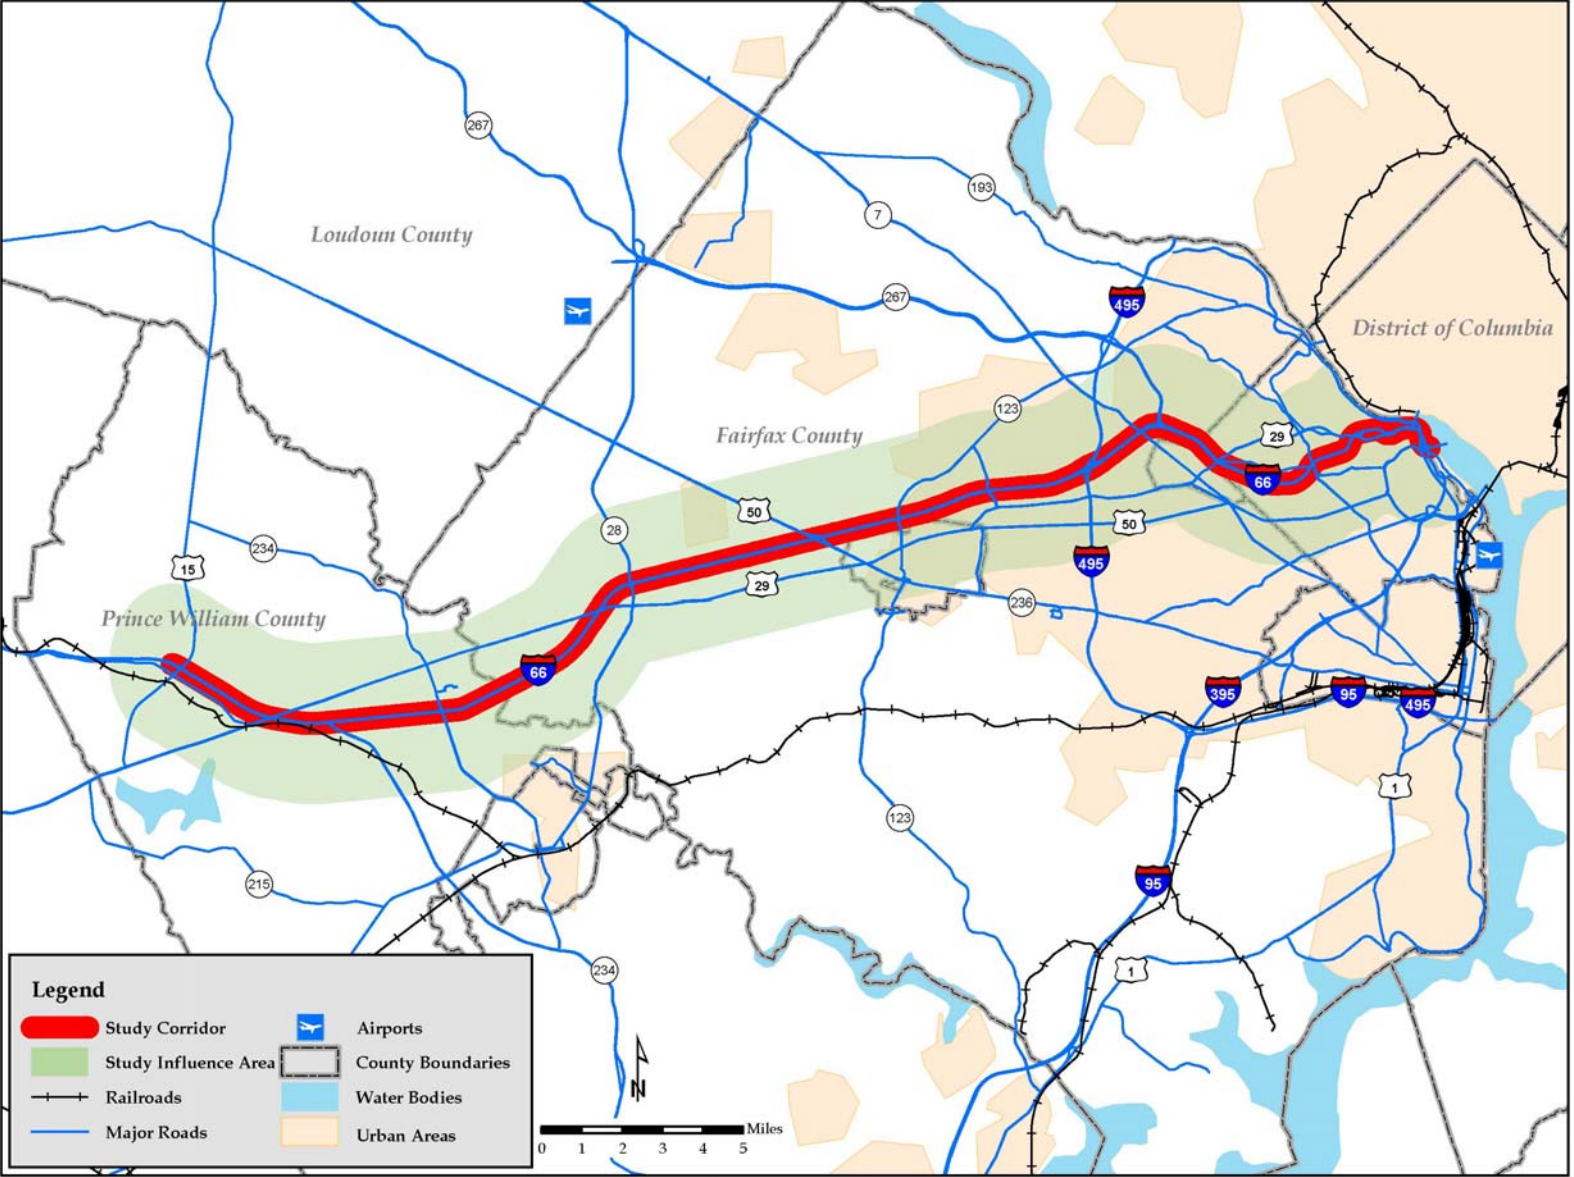 267
193
7
Loudoun County
267
495
District of Columbia
123
Fairfax County
29
66
50
28
50
234
495
15
29
236
Prince William County
66
395
95
495
1
123
95
215
234
1
Legend
Study Corridor
Airports
Study Influence Area
County Boundaries
Railroads
Water Bodies
Major Roads
Urban Areas
N
Miles
0 1 2 3 4 5